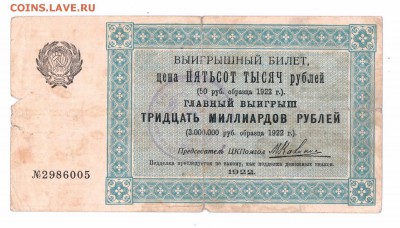 COINS.LAVE.RU
ВЫИГРЫШНЫЙ БИЛЕТ,
цена ПЯТЬСОТ ТЫСЯЧ рублей
(50 руб. образца 1922 г.).
ГЛАВНЫЙ ВЫИГРЫШ
ТРИДЦАТЬ МИЛЛИАРДОВ РУБЛЕЙ
(3.000.000 руб. образца 1922 г.).
Председатель ЦКПомгол
№2986005
Подделка преследуется по закону, как подделка денежных знаков.
1922.